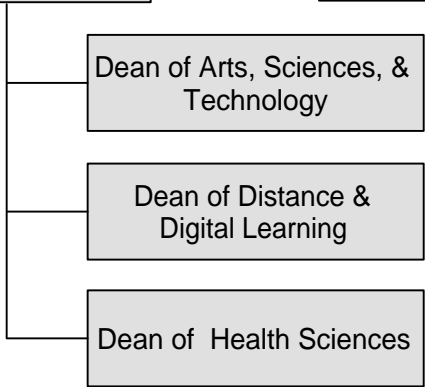 Dean of Arts, Sciences, &
Technology
Dean of Distance &
Digital Learning
Dean of  Health Sciences